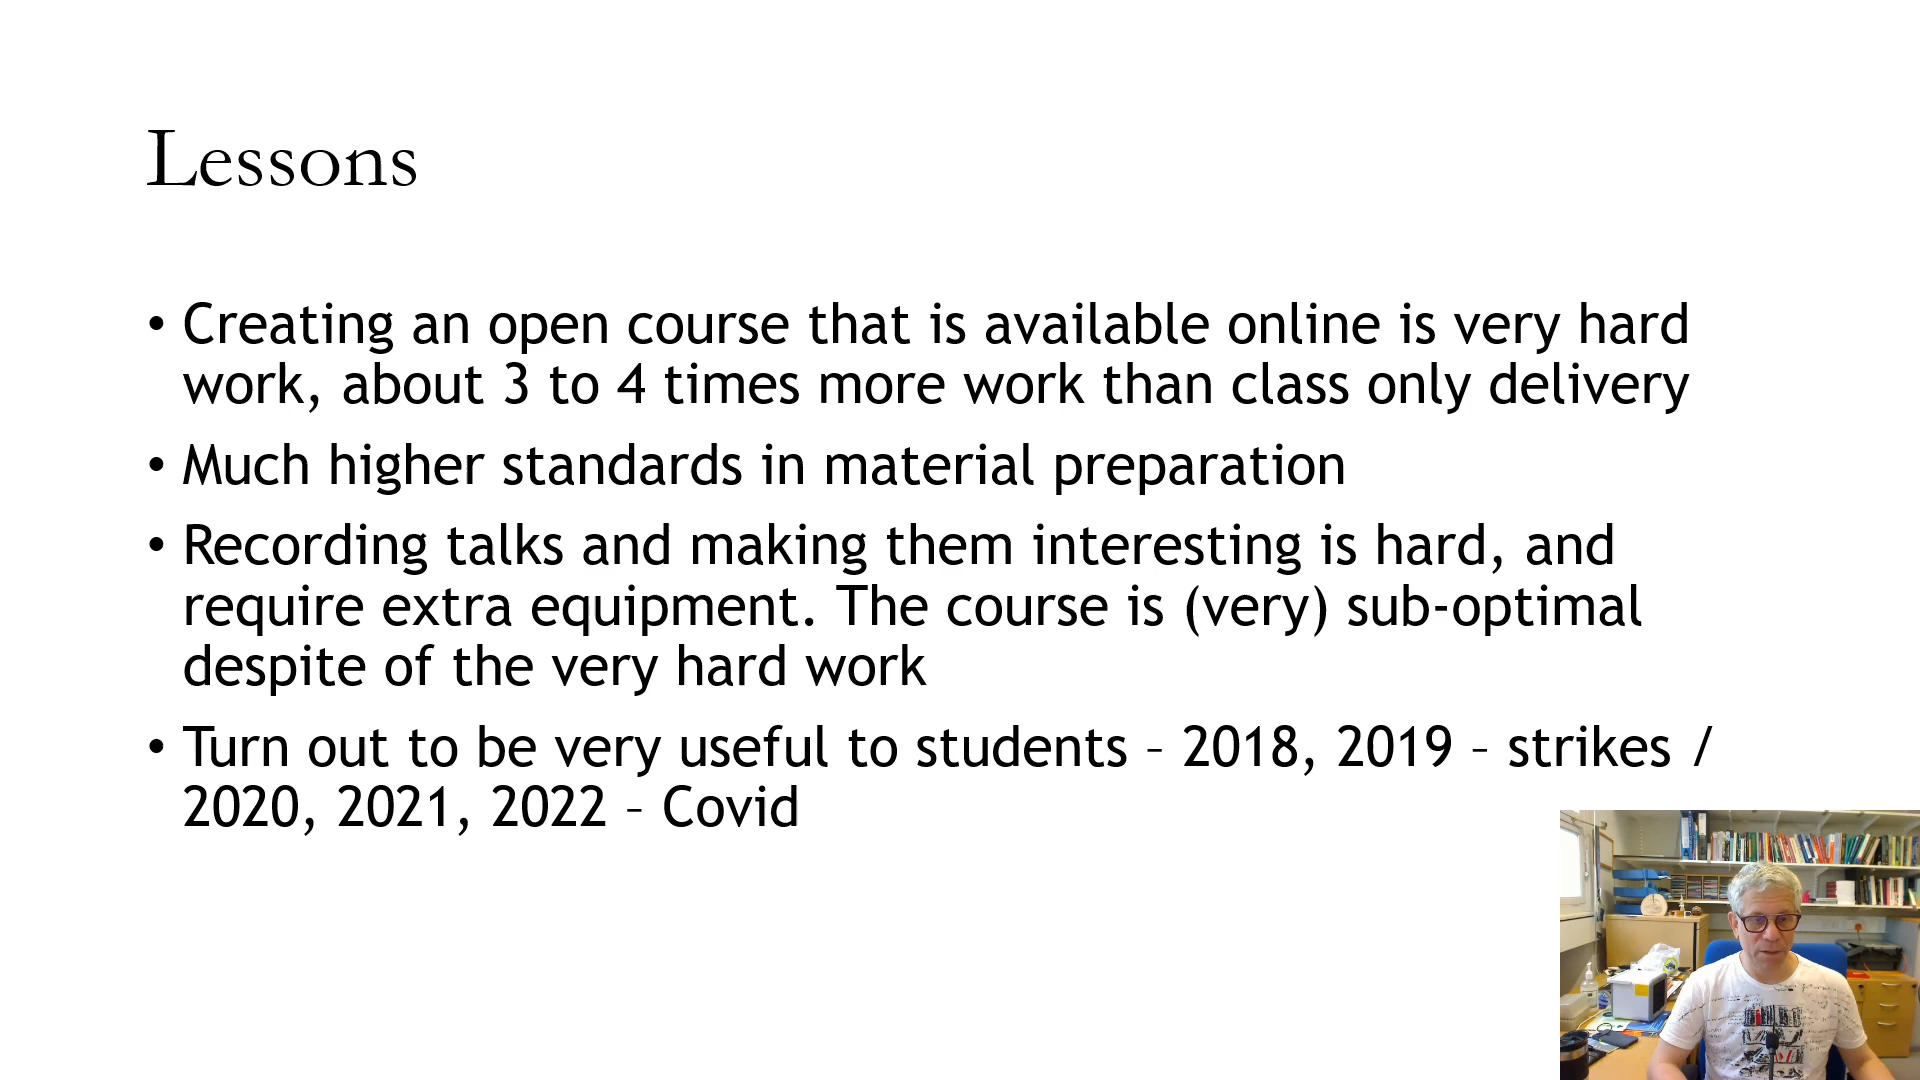 Lessons
• Creating an open course that is available online is very hard
work, about 3 to 4 times more work than class only delivery
• Much higher standards in material preparation
• Recording talks and making them interesting is hard, and
require extra equipment. The course is (very) sub-optimal
despite of the very hard work
• Turn out to be very useful to students – 2018, 2019 – strikes /
2020, 2021, 2022 – Covid